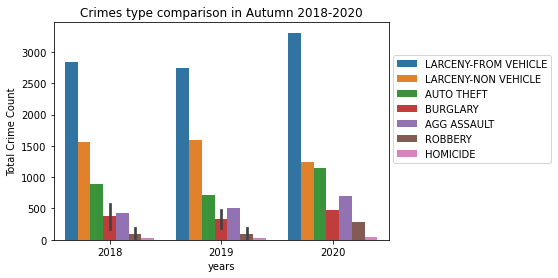 Crimes type comparison in Autumn 2018-2020
Total Crime Count
3000
2500
2000
1500
1000
500
0
2018
2019
2020
years
LARCENY-FROM VEHICLE
LARCENY-NON VEHICLE
AUTO THEFT
BURGLARY
AGG ASSAULT
ROBBERY
HOMICIDE